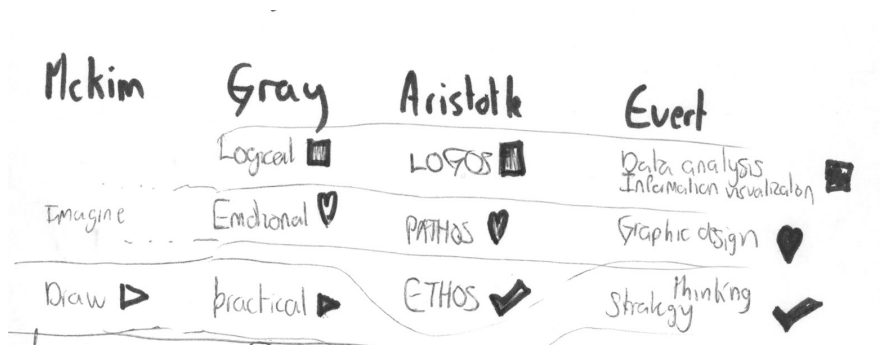 Mckim Gray Aristotle Evert
Logical LOGOS Data analysis
Information visualization
Imagine Emotional PATHOS Graphic design
Draw practical ETHOS Thinking
Strategy